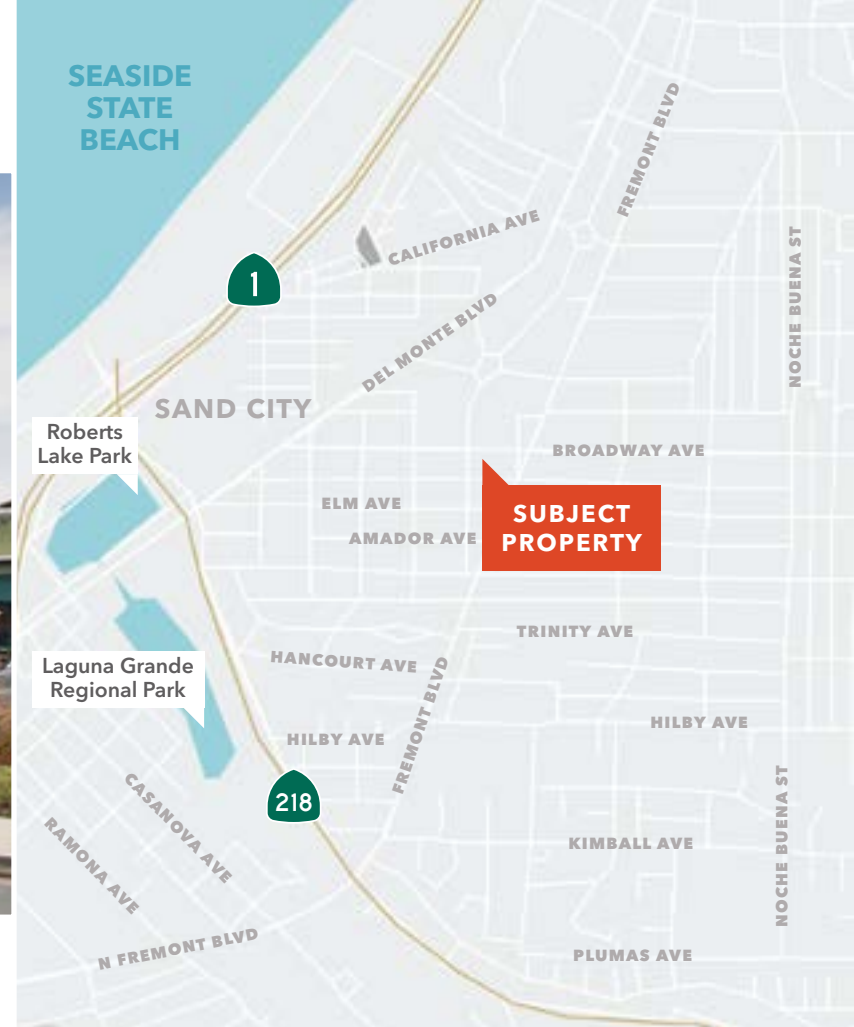 SEASIDE
STATE
BEACH
FREMONT BLVD
CALIFORNIA AVE
NOCHE BUENA ST
1
DEL MONTE BLVD
SAND CITY
Roberts
Lake Park
BROADWAY AVE
ELM AVE
SUBJECT
PROPERTY
AMADOR AVE
TRINITY AVE
HANCOURT AVE
Laguna Grande
Regional Park
FREMONT BLVD
HILBY AVE
HILBY AVE
218
CASANOVA AVE
RAMONA AVE
KIMBALL AVE
NOCHE BUENA ST
N FREMONT BLVD
PLUMAS AVE